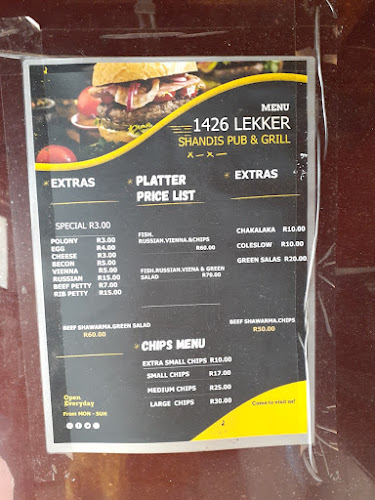 MENU
1426 LEKKER
SHANDIS PUB & GRILL
EXTRAS
SPECIAL R3.00
POLONY R3.00
EGG R4.00
CHEESE R3.00
BECON R5.00
VIENNA R5.00
RUSSIAN R15.00
BEEF PETTY R7.00
RIB PETTY R15.00
BEEF SHAWARMA.GREEN SALAD
R60.00
PLATTER
PRICE LIST
FISH.
RUSSIAN.VIENNA.&CHIPS
R60.00
FISH.RUSSIAN.VIENA & GREEN
SALAD R70.00
EXTRAS
CHAKALAKA R10.00
COLESLOW R10.00
GREEN SALAS R20.00
BEEF SHAWARMA.CHIPS
R50.00
CHIPS MENU
EXTRA SMALL CHIPS R10.00
SMALL CHIPS R17.00
MEDIUM CHIPS R25.00
LARGE CHIPS R30.00
Open
Everyday
From MON - SUN
Come to visit us!